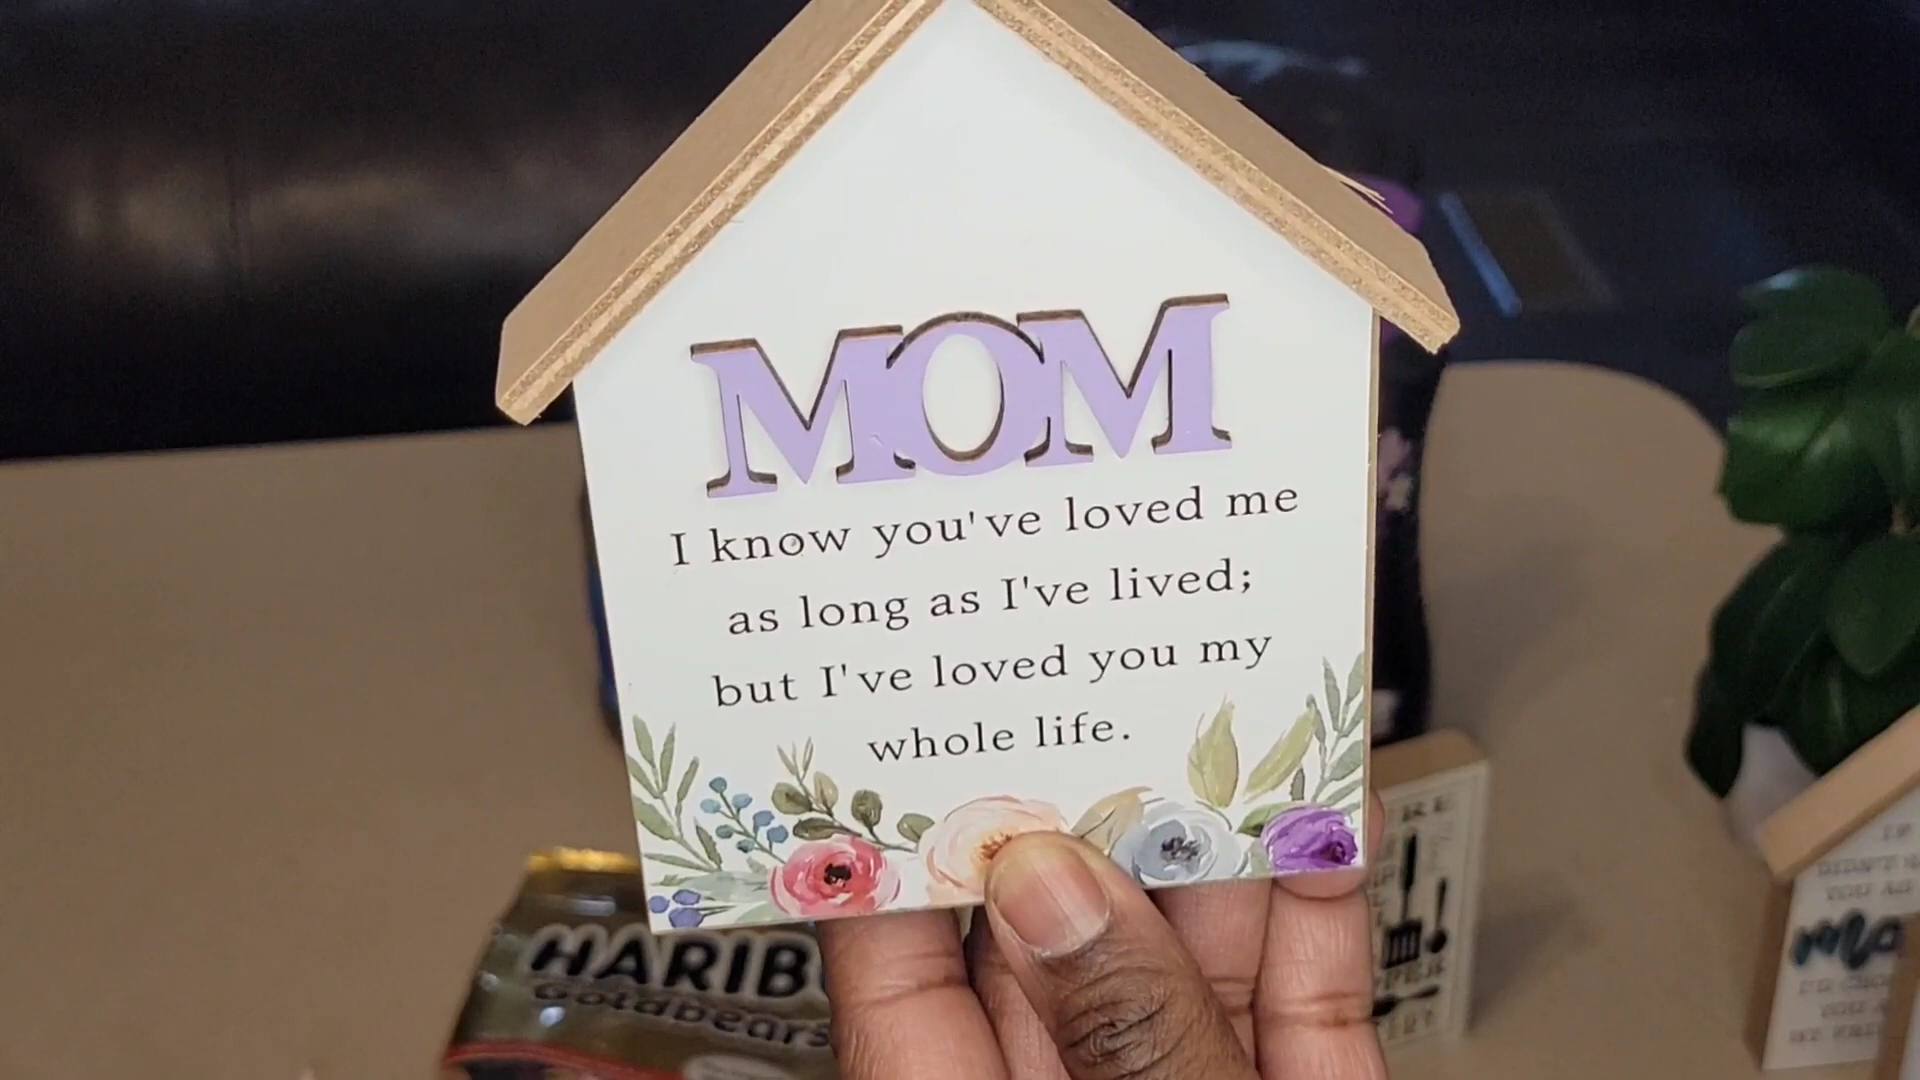 MOM
I know you've loved me
as long as I've lived;
but I've loved you my
whole life.
HARIB
Goldbears